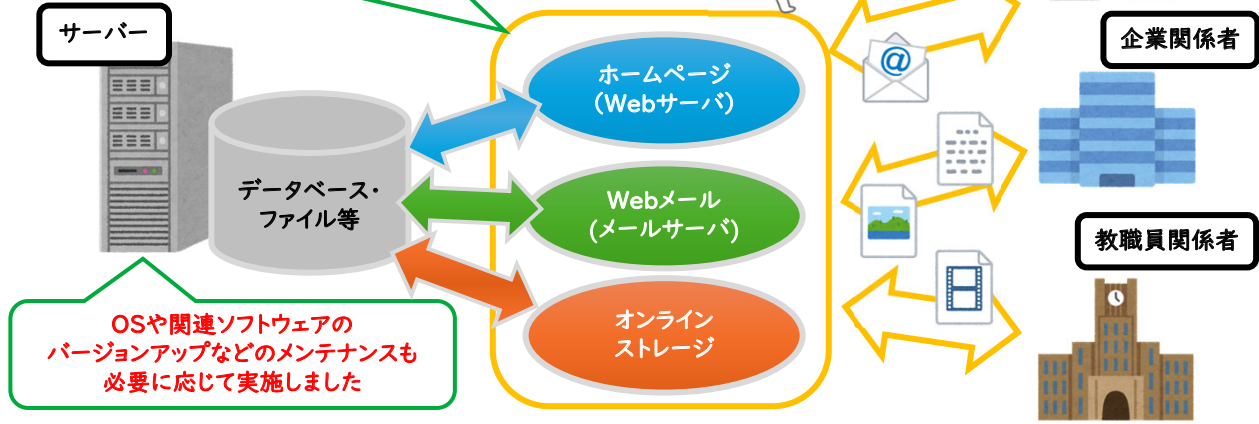 サーバー
企業関係者
ホームページ
(Webサーバ)
@
データベース・
ファイル等
Webメール
(メールサーバ)
教職員関係者
OSや関連ソフトウェアの
バージョンアップなどのメンテナンスも
必要に応じて実施しました
オンライン
ストレージ